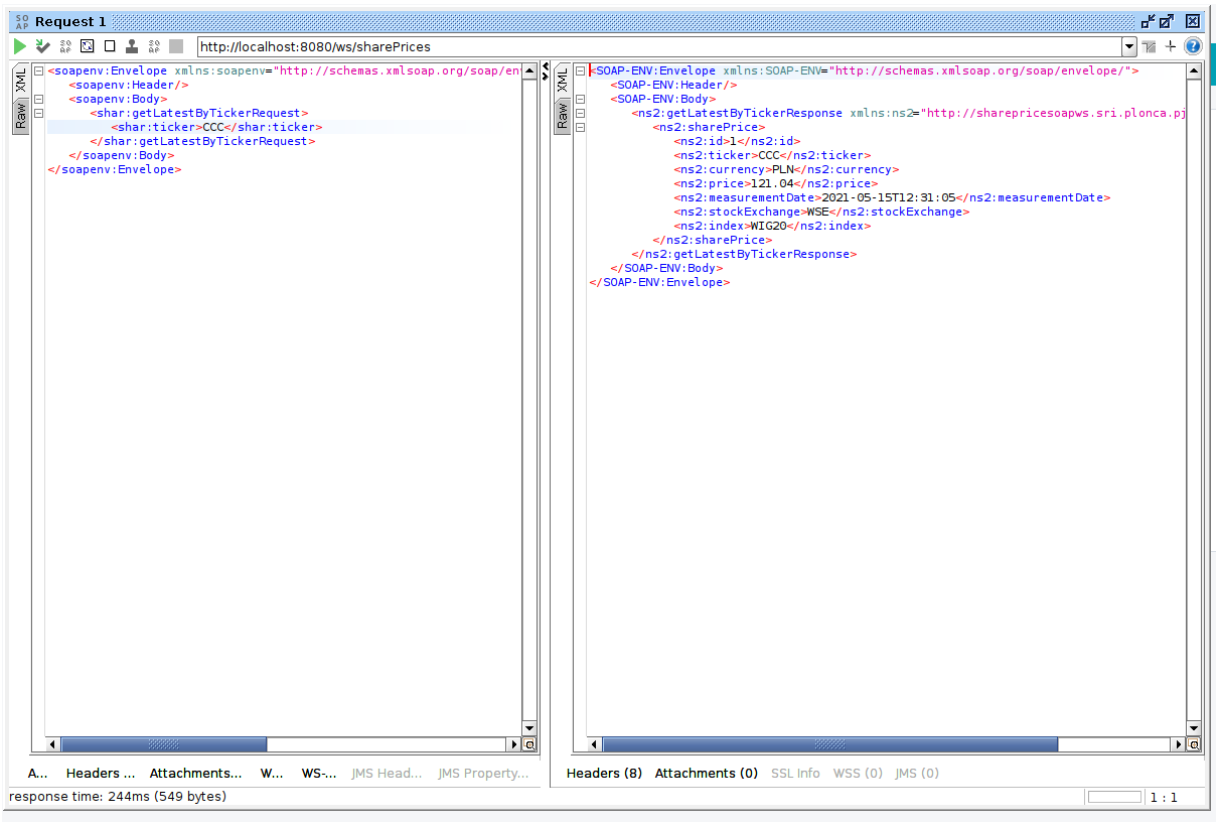 SO AP Request 1
http://localhost:8080/ws/sharePrices
XML
Raw
<soapenv:Envelope xmlns:soapenv="http://schemas.xmlsoap.org/soap/en
<soapenv:Header/>
<soapenv:Body>
<shar:getLatestByTickerRequest>
<shar:ticker>CCC</shar:ticker>
</shar:getLatestByTickerRequest>
</soapenv:Body>
</soapenv:Envelope>
XML
Raw
<SOAP-ENV:Envelope xmlns:SOAP-ENV="http://schemas.xmlsoap.org/soap/envelope/">
<SOAP-ENV:Header/>
<SOAP-ENV:Body>
<ns2:getLatestByTickerResponse xmlns:ns2="http://sharepricesoapws.sri.plonca.pj
<ns2:sharePrice>
<ns2:id>1</ns2:id>
<ns2:ticker>CCC</ns2:ticker>
<ns2:currency>PLN</ns2:currency>
<ns2:price>121.04</ns2:price>
<ns2:measurementDate>2021-05-15T12:31:05</ns2:measurementDate>
<ns2:stockExchange>WSE</ns2:stockExchange>
<ns2:index>WIG20</ns2:index>
</ns2:sharePrice>
</ns2:getLatestByTickerResponse>
</SOAP-ENV:Body>
</SOAP-ENV:Envelope>
A... Headers ... Attachments... W... WS-... JMS Head... JMS Property...
Headers (8) Attachments (0) SSL Info WSS (0) JMS (0)
response time: 244ms (549 bytes)
1 : 1